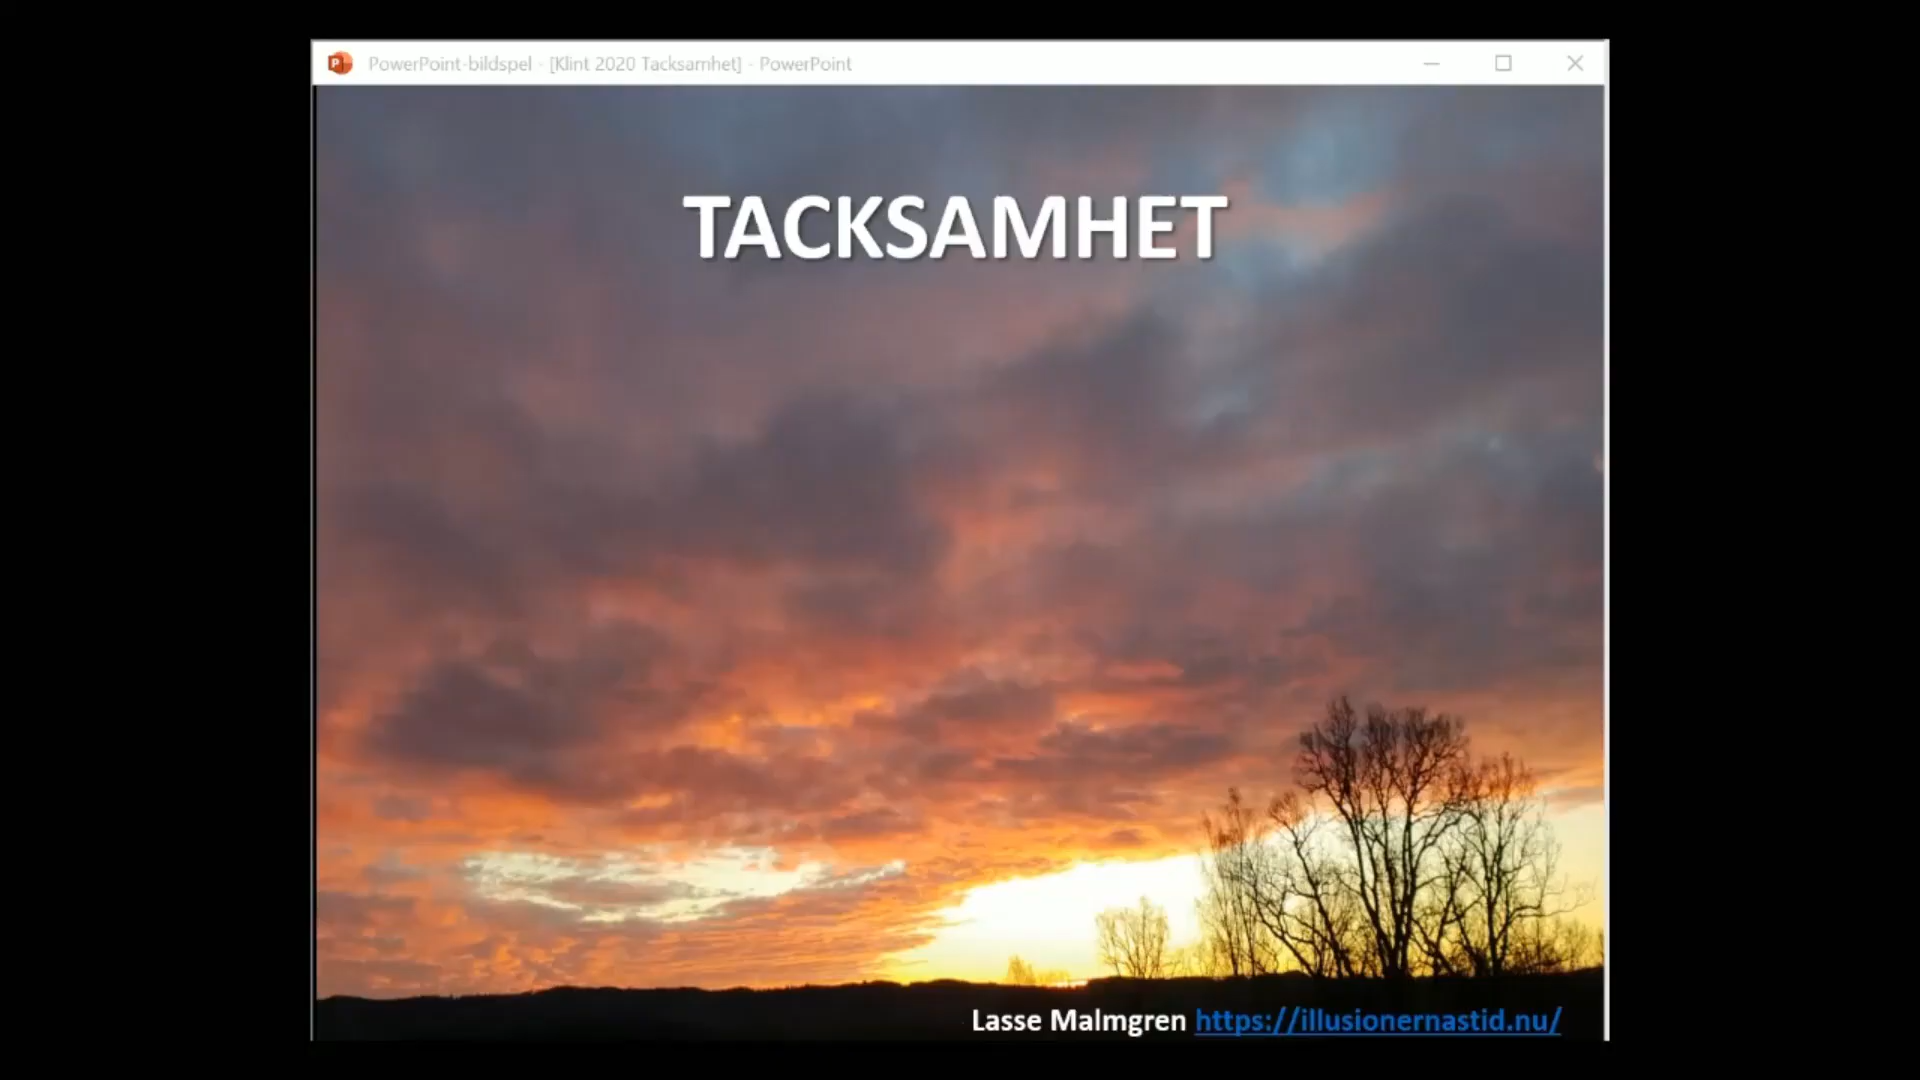 PowerPoint-bildspel - [Klint 2020 Tacksamhet] - PowerPoint
TACKSAMHET
Lasse Malmgren https://illusionernastid.nu/